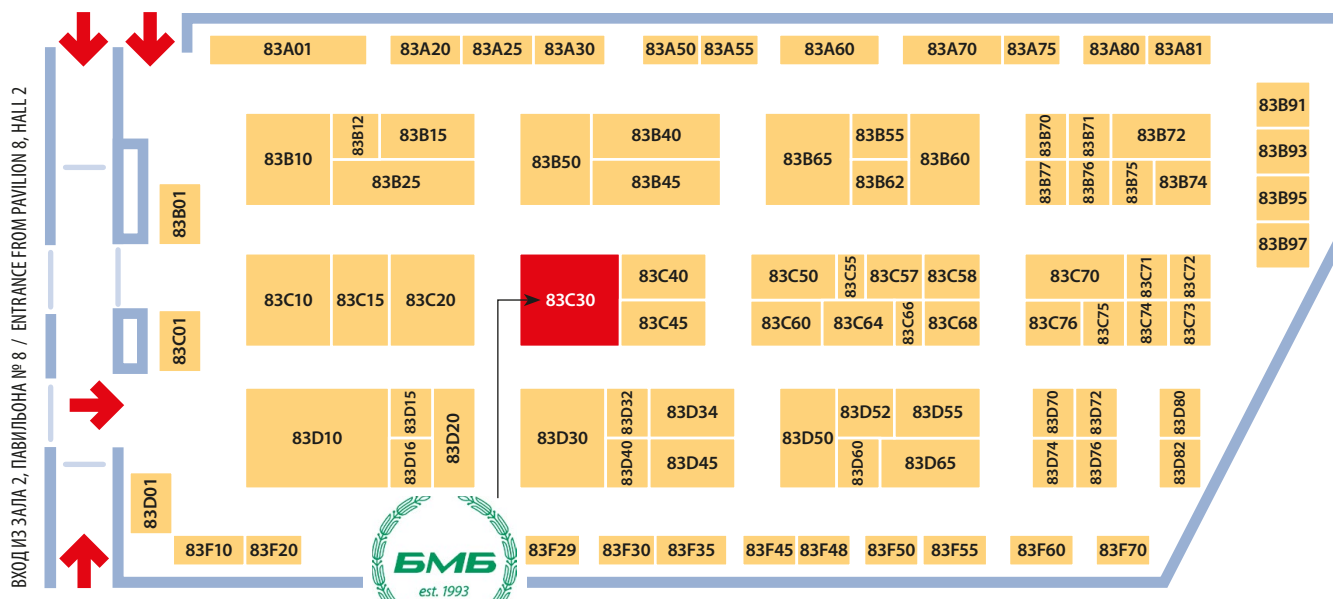 ВХОД ИЗ ЗАЛА 2, ПАВИЛЬОНА № 8 / ENTRANCE FROM PAVILION 8, HALL 2
83A01
83A20
83A25
83A30
83A50
83A55
83A60
83A70
83A75
83A80
83A81
83B91
83B93
83B95
83B97
83B01
83B10
83B12
83B15
83B25
83B50
83B40
83B45
83B65
83B55
83B62
83B60
83B70
83B71
83B72
83B77
83B76
83B75
83B74
83C01
83C10
83C15
83C20
83C30
83C40
83C45
83C50
83C55
83C57
83C58
83C60
83C64
83C66
83C68
83C70
83C71
83C72
83C76
83C75
83C74
83C73
83D01
83D10
83D15
83D16
83D20
83D30
83D32
83D34
83D40
83D45
83D50
83D52
83D55
83D60
83D65
83D70
83D72
83D74
83D76
83D80
83D82
83F10
83F20
БМБ
est. 1993
83F29
83F30
83F35
83F45
83F48
83F50
83F55
83F60
83F70